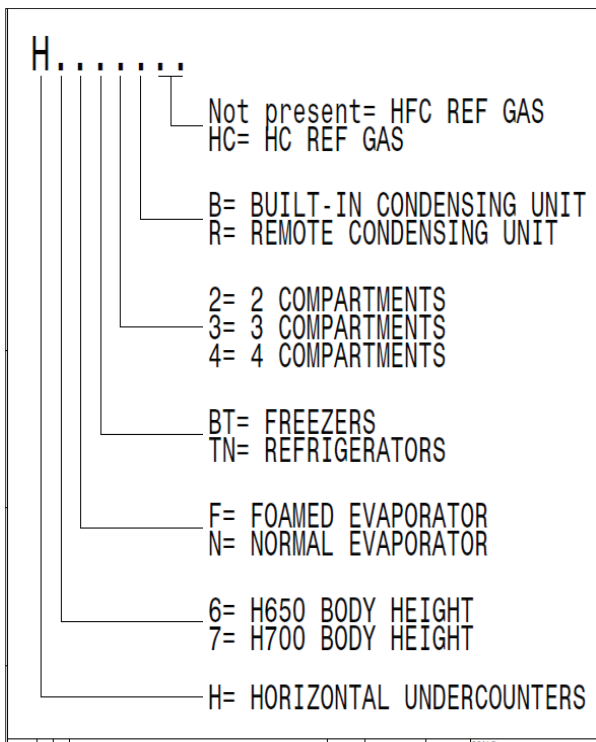 H.......
Not present= HFC REF GAS
HC= HC REF GAS
B= BUILT-IN CONDENSING UNIT
R= REMOTE CONDENSING UNIT
2= 2 COMPARTMENTS
3= 3 COMPARTMENTS
4= 4 COMPARTMENTS
BT= FREEZERS
TN= REFRIGERATORS
F= FOAMED EVAPORATOR
N= NORMAL EVAPORATOR
6= H650 BODY HEIGHT
7= H700 BODY HEIGHT
H= HORIZONTAL UNDERCOUNTERS